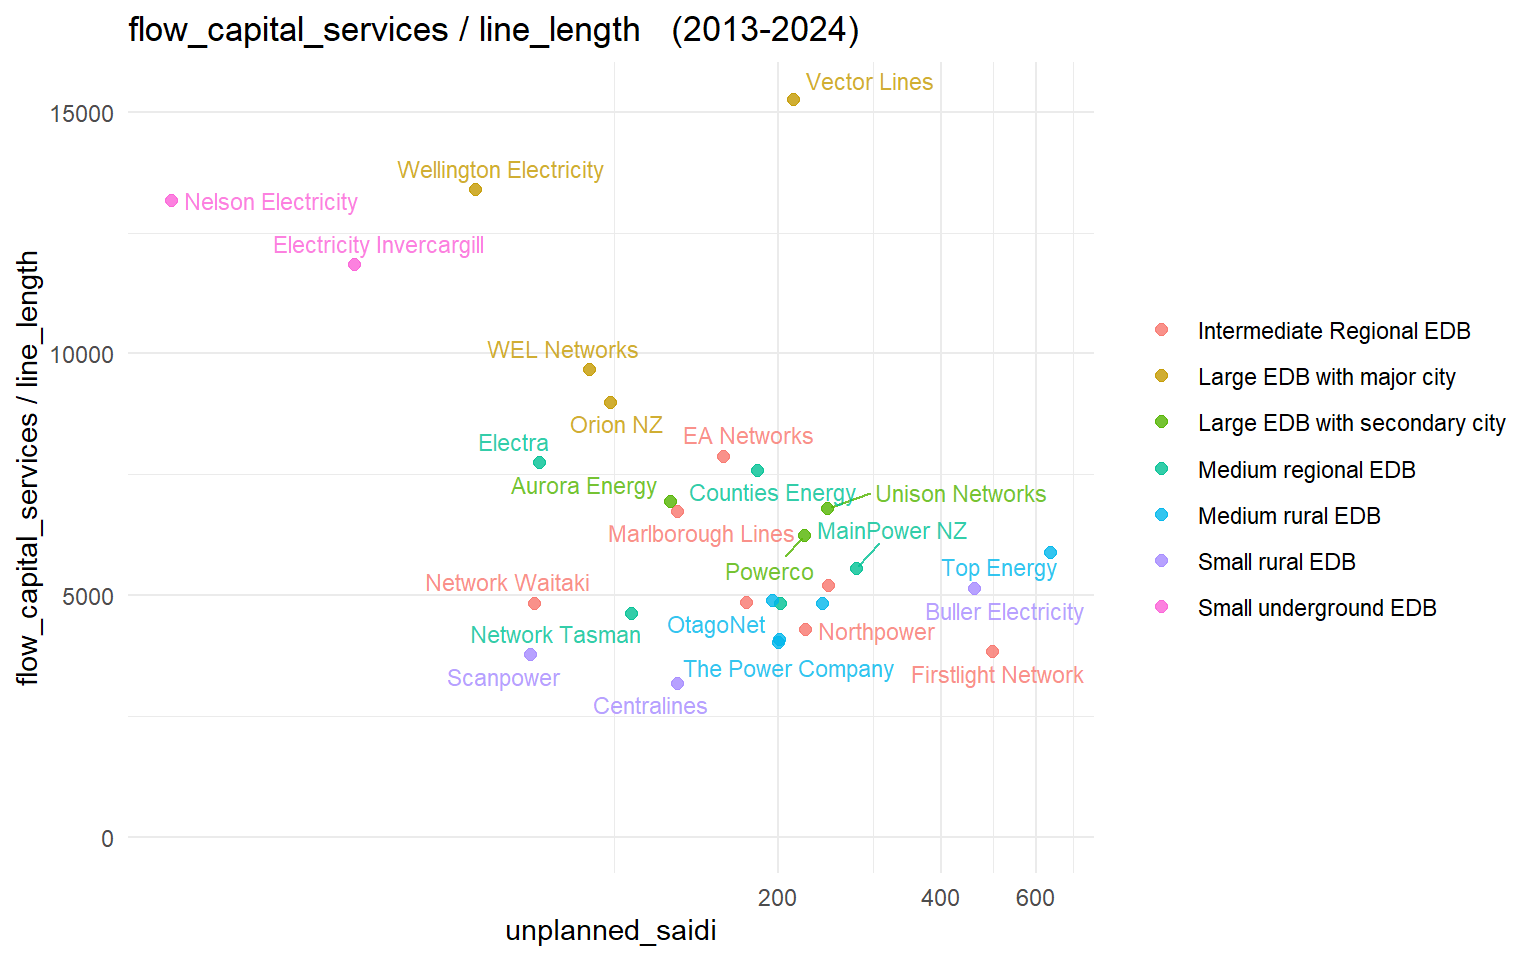 flow_capital_services / line_length (2013-2024)
flow_capital_services / line_length
15000
10000
5000
0
Vector Lines
Wellington Electricity
Nelson Electricity
Electricity Invercargill
WEL Networks
Orion NZ
EA Networks
Electra
Aurora Energy
Counties Energy
Unison Networks
Marlborough Lines
MainPower NZ
Powerco
Top Energy
Network Waitaki
Buller Electricity
OtagoNet
Northpower
Network Tasman
The Power Company
Firstlight Network
Scanpower
Centralines
200
400
600
unplanned_saidi
Intermediate Regional EDB
Large EDB with major city
Large EDB with secondary city
Medium regional EDB
Medium rural EDB
Small rural EDB
Small underground EDB